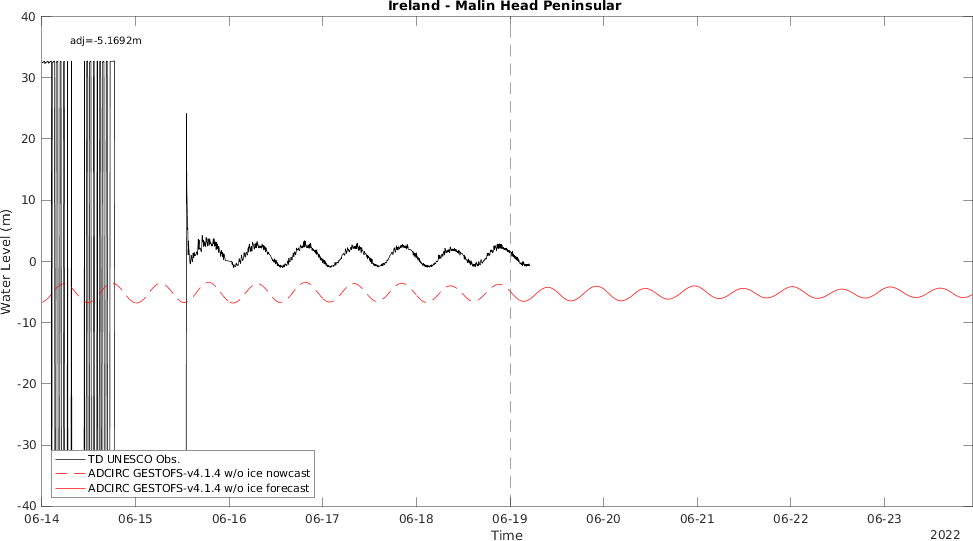 Ireland - Malin Head Peninsular
adj=-5.1692m
Water Level (m)
40
30
20
10
0
-10
-20
-30
-40
TD UNESCO Obs.
ADCIRC GESTOFS-v4.1.4 w/o ice nowcast
ADCIRC GESTOFS-v4.1.4 w/o ice forecast
06-14 06-15 06-16 06-17 06-18 06-19 06-20 06-21 06-22 06-23
Time
2022